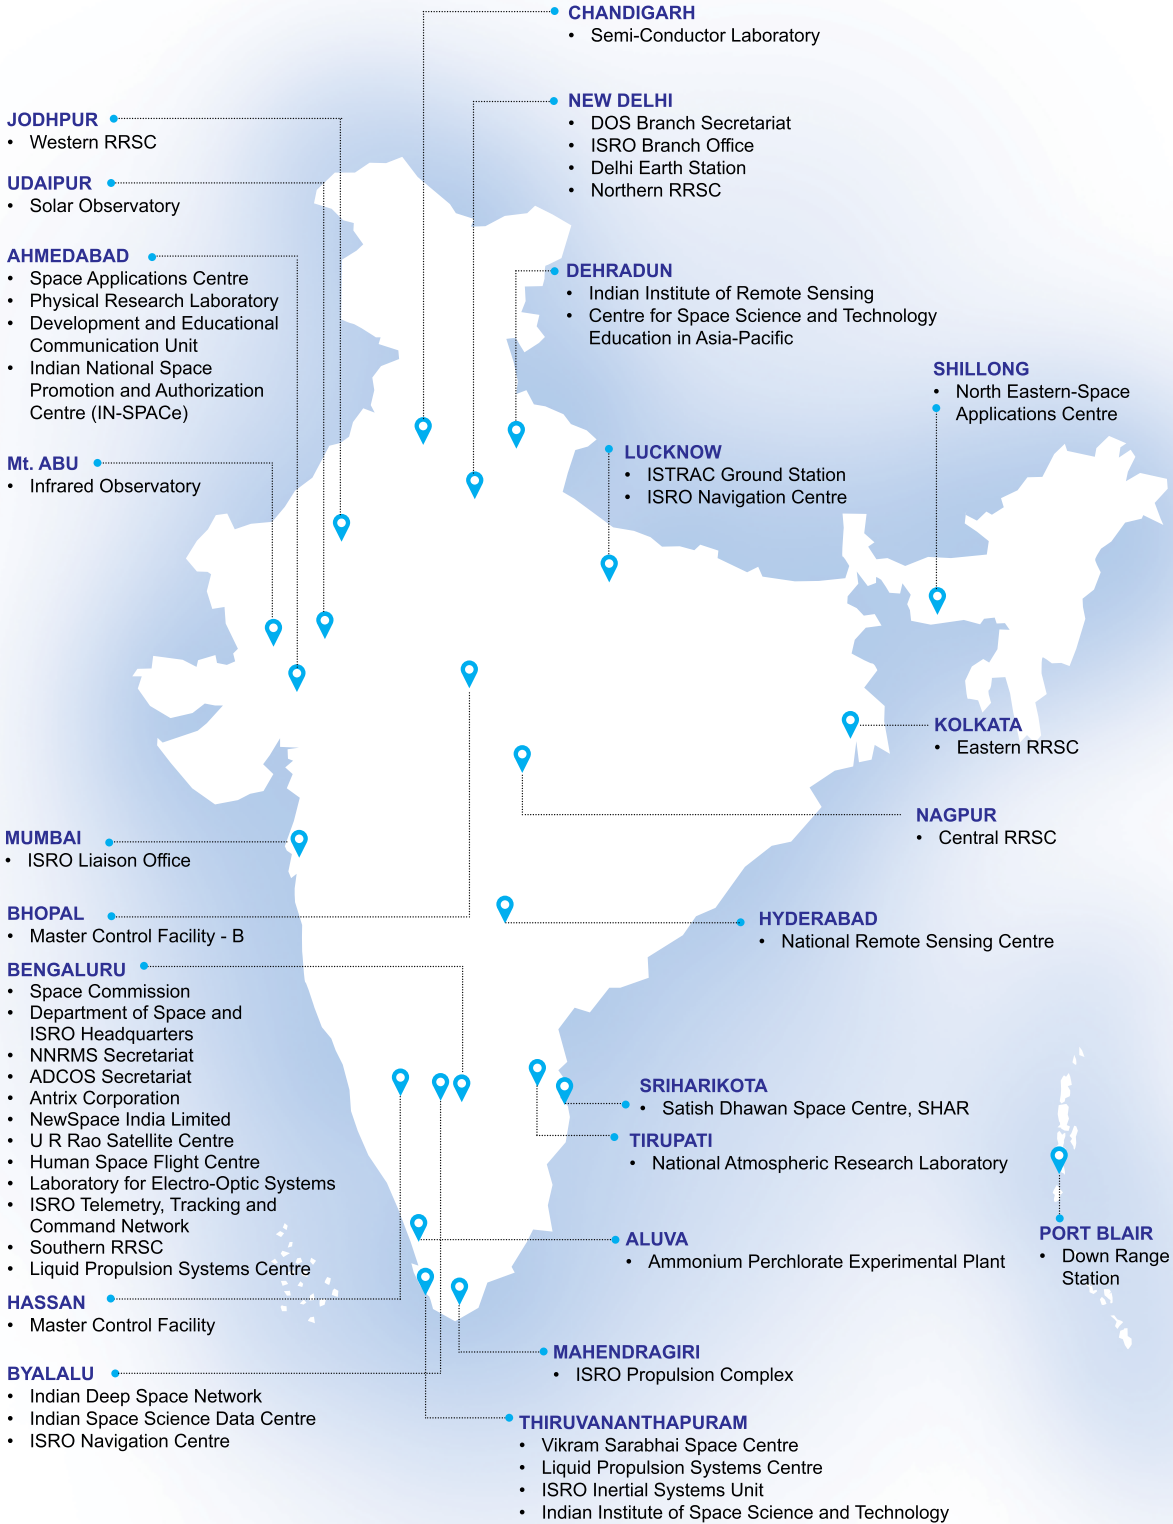 CHANDIGARH
• Semi-Conductor Laboratory
NEW DELHI
• DOS Branch Secretariat
• ISRO Branch Office
• Delhi Earth Station
• Northern RRSC
JODHPUR
• Western RRSC
UDAIPUR
• Solar Observatory
AHMEDABAD
• Space Applications Centre
• Physical Research Laboratory
• Development and Educational
Communication Unit
• Indian National Space
Promotion and Authorization
Centre (IN-SPACe)
DEHRADUN
• Indian Institute of Remote Sensing
• Centre for Space Science and Technology
Education in Asia-Pacific
SHILLONG
• North Eastern-Space
Applications Centre
Mt. ABU
• Infrared Observatory
LUCKNOW
• ISTRAC Ground Station
• ISRO Navigation Centre
KOLKATA
• Eastern RRSC
NAGPUR
• Central RRSC
MUMBAI
• ISRO Liaison Office
BHOPAL
• Master Control Facility - B
HYDERABAD
• National Remote Sensing Centre
BENGALURU
• Space Commission
• Department of Space and
ISRO Headquarters
• NNRMS Secretariat
• ADCOS Secretariat
• Antrix Corporation
• NewSpace India Limited
• U R Rao Satellite Centre
• Human Space Flight Centre
• Laboratory for Electro-Optic Systems
• ISRO Telemetry, Tracking and
Command Network
• Southern RRSC
• Liquid Propulsion Systems Centre
SRIHARIKOTA
• Satish Dhawan Space Centre, SHAR
TIRUPATI
• National Atmospheric Research Laboratory
ALUVA
• Ammonium Perchlorate Experimental Plant
PORT BLAIR
• Down Range
Station
HASSAN
• Master Control Facility
MAHENDRAGIRI
• ISRO Propulsion Complex
BYALALU
• Indian Deep Space Network
• Indian Space Science Data Centre
• ISRO Navigation Centre
THIRUVANANTHAPURAM
• Vikram Sarabhai Space Centre
• Liquid Propulsion Systems Centre
• ISRO Inertial Systems Unit
• Indian Institute of Space Science and Technology